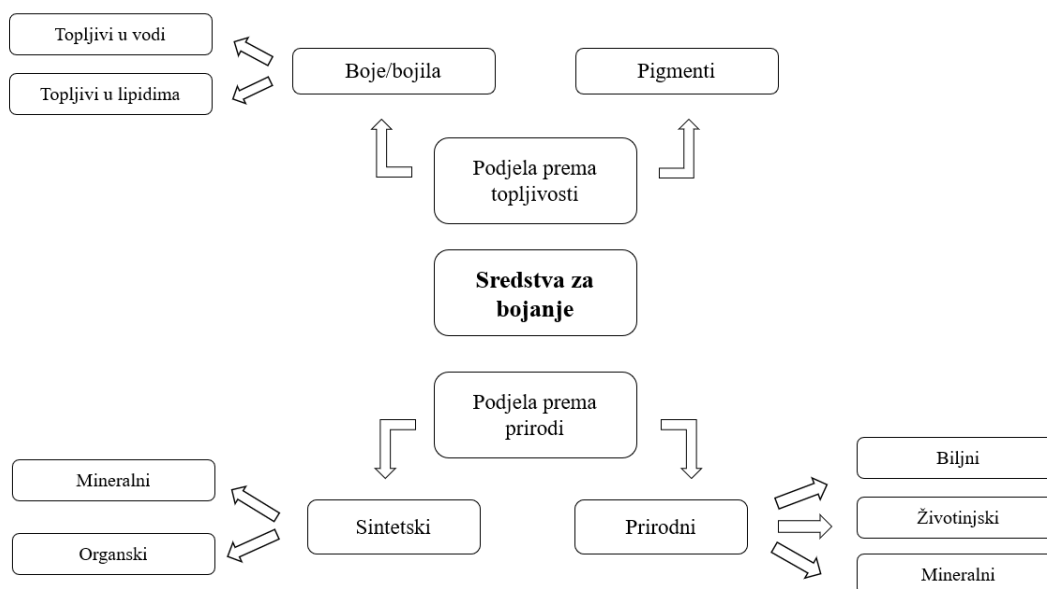 Topljivi u vodi
Boje/bojila
Pigmenti
Topljivi u lipidima
Podjela prema
topljivosti
Sredstva za
bojanje
Podjela prema
prirodi
Biljni
Mineralni
Sintetski
Prirodni
Životinjski
Organski
Mineralni